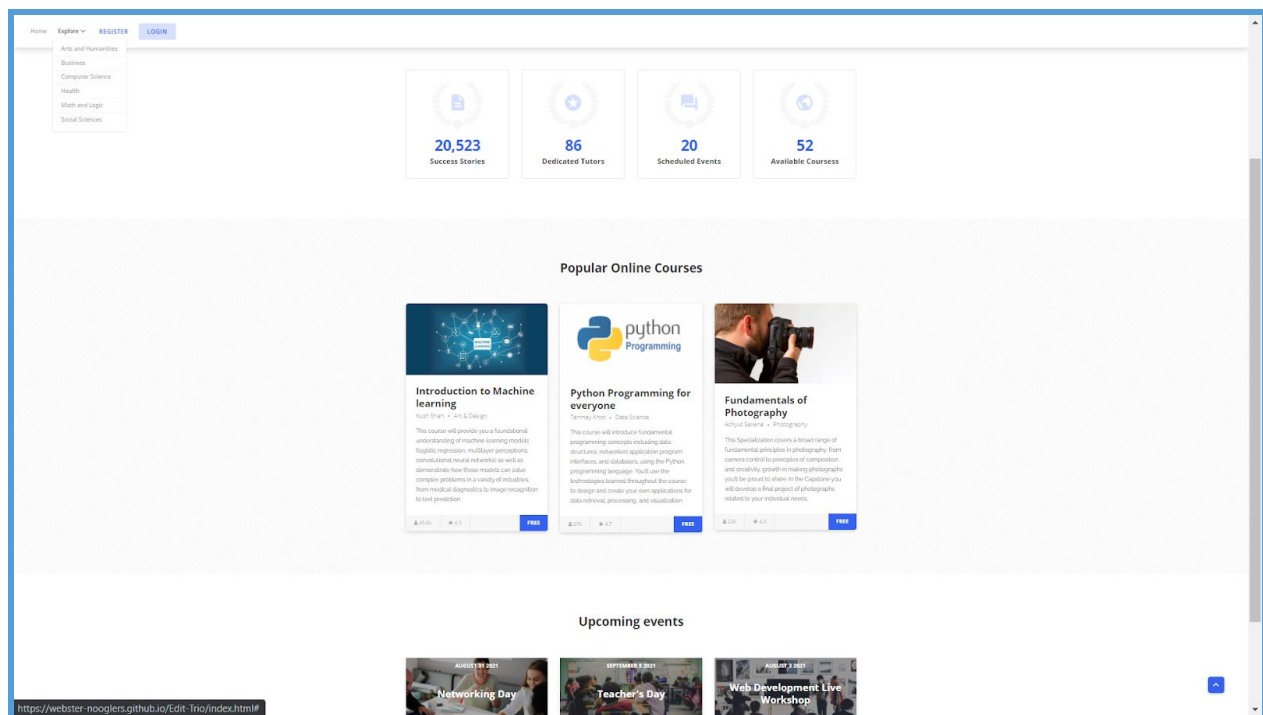 Home Explore REGISTER LOGIN
Arts and Humanities
Business
Computer Science
Health
Math and Logic
Social Sciences
20,523
Success Stories
86
Dedicated Tutors
20
Scheduled Events
52
Available Coursess
Popular Online Courses
MACHINE
LEARNING
Introduction to Machine
learning
Kush Shah • Art & Design
This course will provide you a foundational
understanding of machine learning models
(logistic regression, multilayer perceptrons,
convolutional neural networks) as well as
demonstrate how these models can solve
complex problems in a variety of industries,
from medical diagnostics to image recognition
to text prediction.
4.5 FREE
python
Programming
Python Programming for
everyone
Tanmay Khot • Data Science
This course will introduce fundamental
programming concepts including data
structures, networked application program
interfaces, and databases, using the Python
programming language. You'll use the
technologies learned throughout the course
to design and create your own applications for
data retrieval, processing, and visualization.
4.7 FREE
Fundamentals of
Photography
Achyut Saxena • Photography
This Specialization covers a broad range of
fundamental principles in photography, from
camera control to principles of composition
and creativity, growth in making photographs
you'll be proud to share. In the Capstone you
will develop a final project of photographs
related to your individual needs.
4.2 FREE
Upcoming events
AUGUST 31 2021
Networking Day
SEPTEMBER 5 2021
Teacher's Day
AUGUST 3 2021
Web Development Live
Workshop
https://webster-nooglers.github.io/Edit-Trio/index.html#